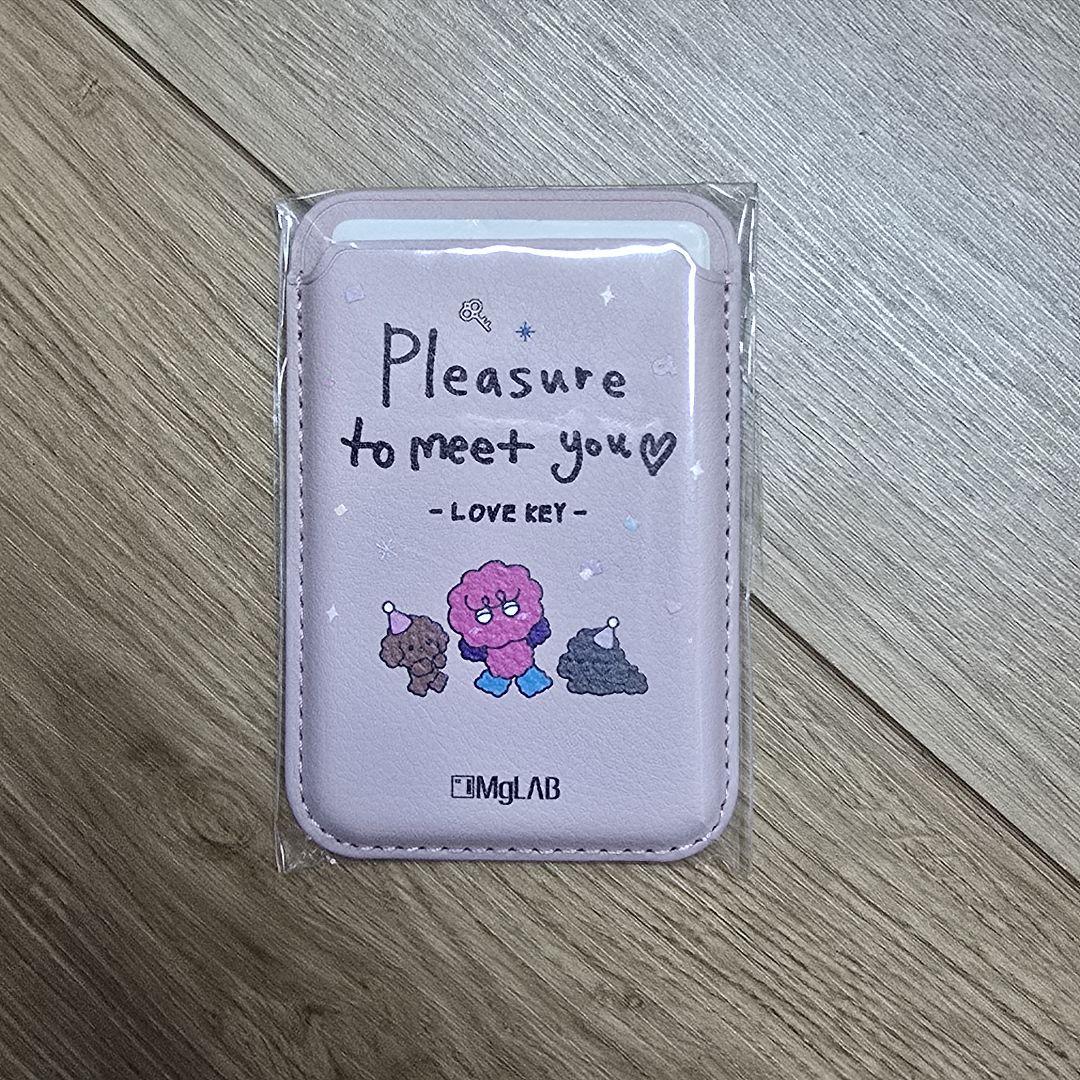 Pleasure
to meet you♡
- LOVE KEY -
MgLAB